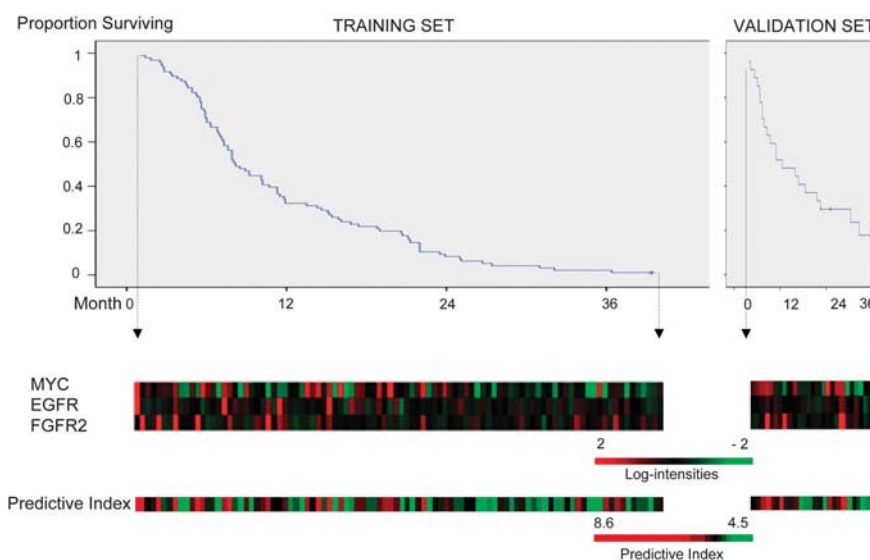 Proportion Surviving
TRAINING SET
VALIDATION SET
1
0.8
0.6
0.4
0.2
0
Month 0 12 24 36
0 12 24 36
MYC
EGFR
FGFR2
2 - 2
Log-intensities
Predictive Index
8.6 4.5
Predictive Index